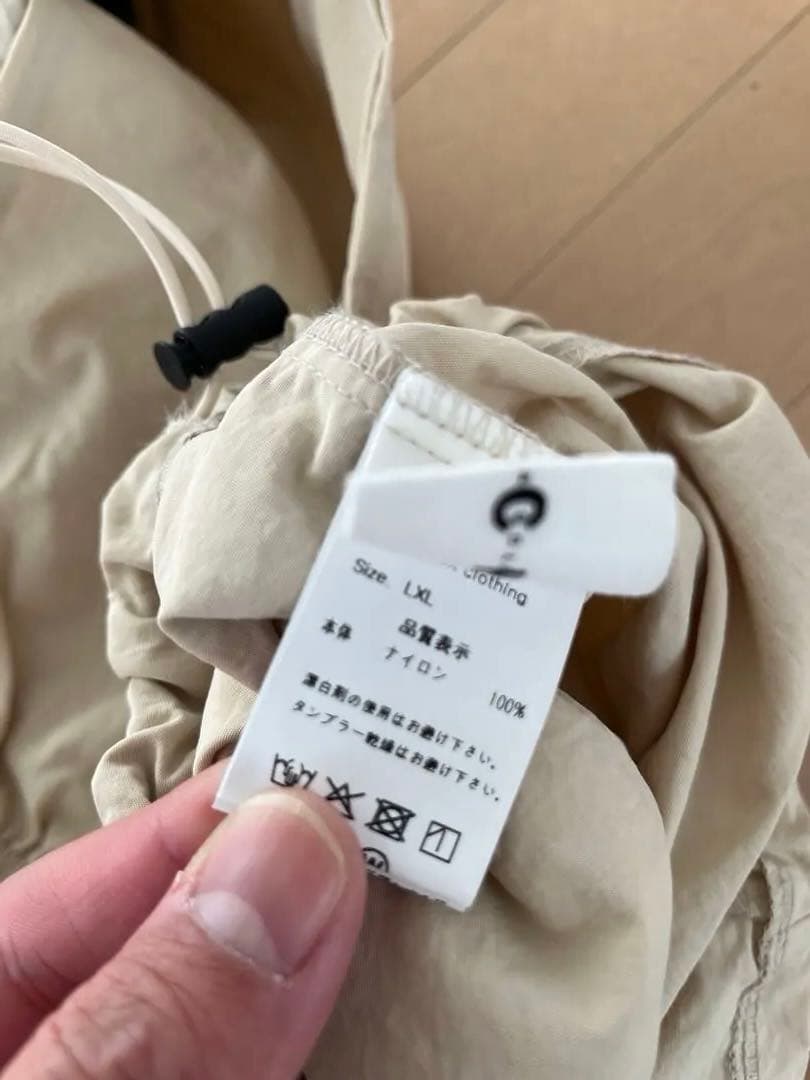 G
Clothing
Size LXL
品質表示
本体 ナイロン 100%
漂白剤の使用はお避け下さい。
タンブラー乾燥はお避け下さい。
W